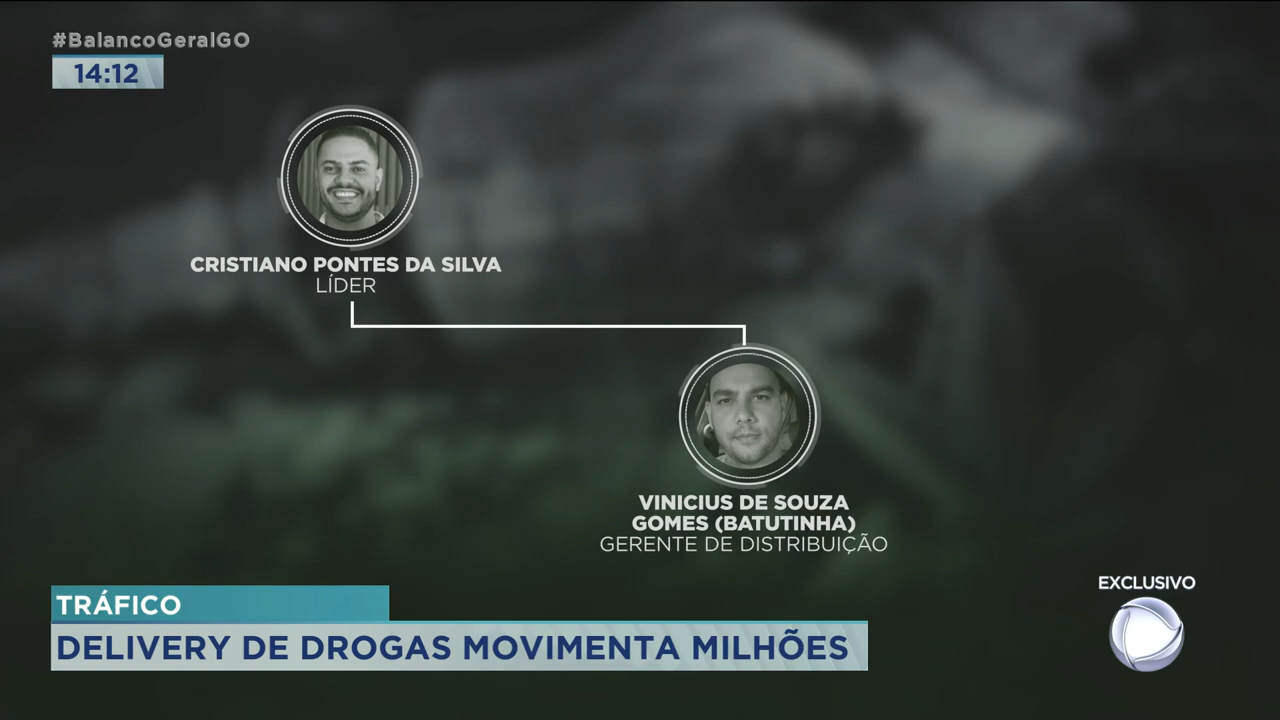 #BalancoGeralGO
14:12
CRISTIANO PONTES DA SILVA
LÍDER
VINICIUS DE SOUZA
GOMES (BATUTINHA)
GERENTE DE DISTRIBUIÇÃO
EXCLUSIVO
TRÁFICO
DELIVERY DE DROGAS MOVIMENTA MILHÕES